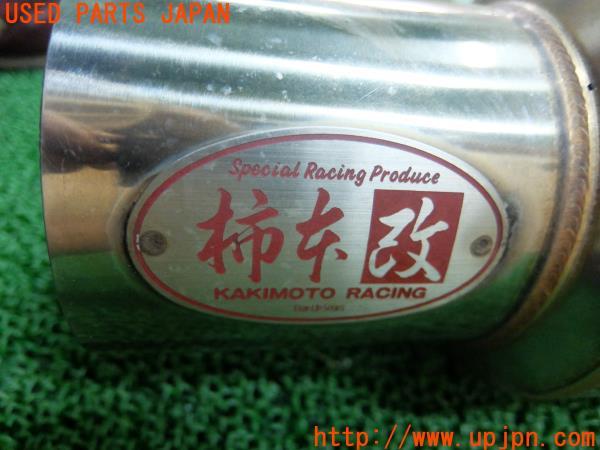 USED PARTS JAPAN
Special Racing Produce
柿本改
KAKIMOTO RACING
http://www.upjpn.com/